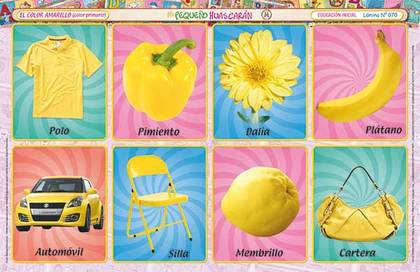 EL COLOR AMARILLO (color primario)
PEQUEÑO HUASCARÁN
EDUCACIÓN INICIAL
Lámina Nº 070
Polo
Pimiento
Dalia
Plátano
Automóvil
Silla
Membrillo
Cartera